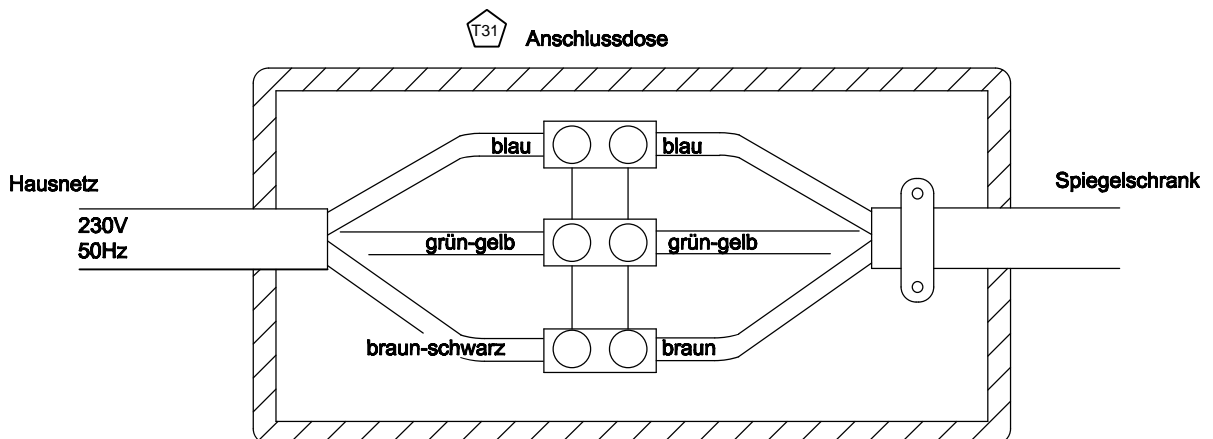 T31
Anschlussdose
blau
blau
Hausnetz
Spiegelschrank
230V
50Hz
grün-gelb
grün-gelb
braun-schwarz
braun